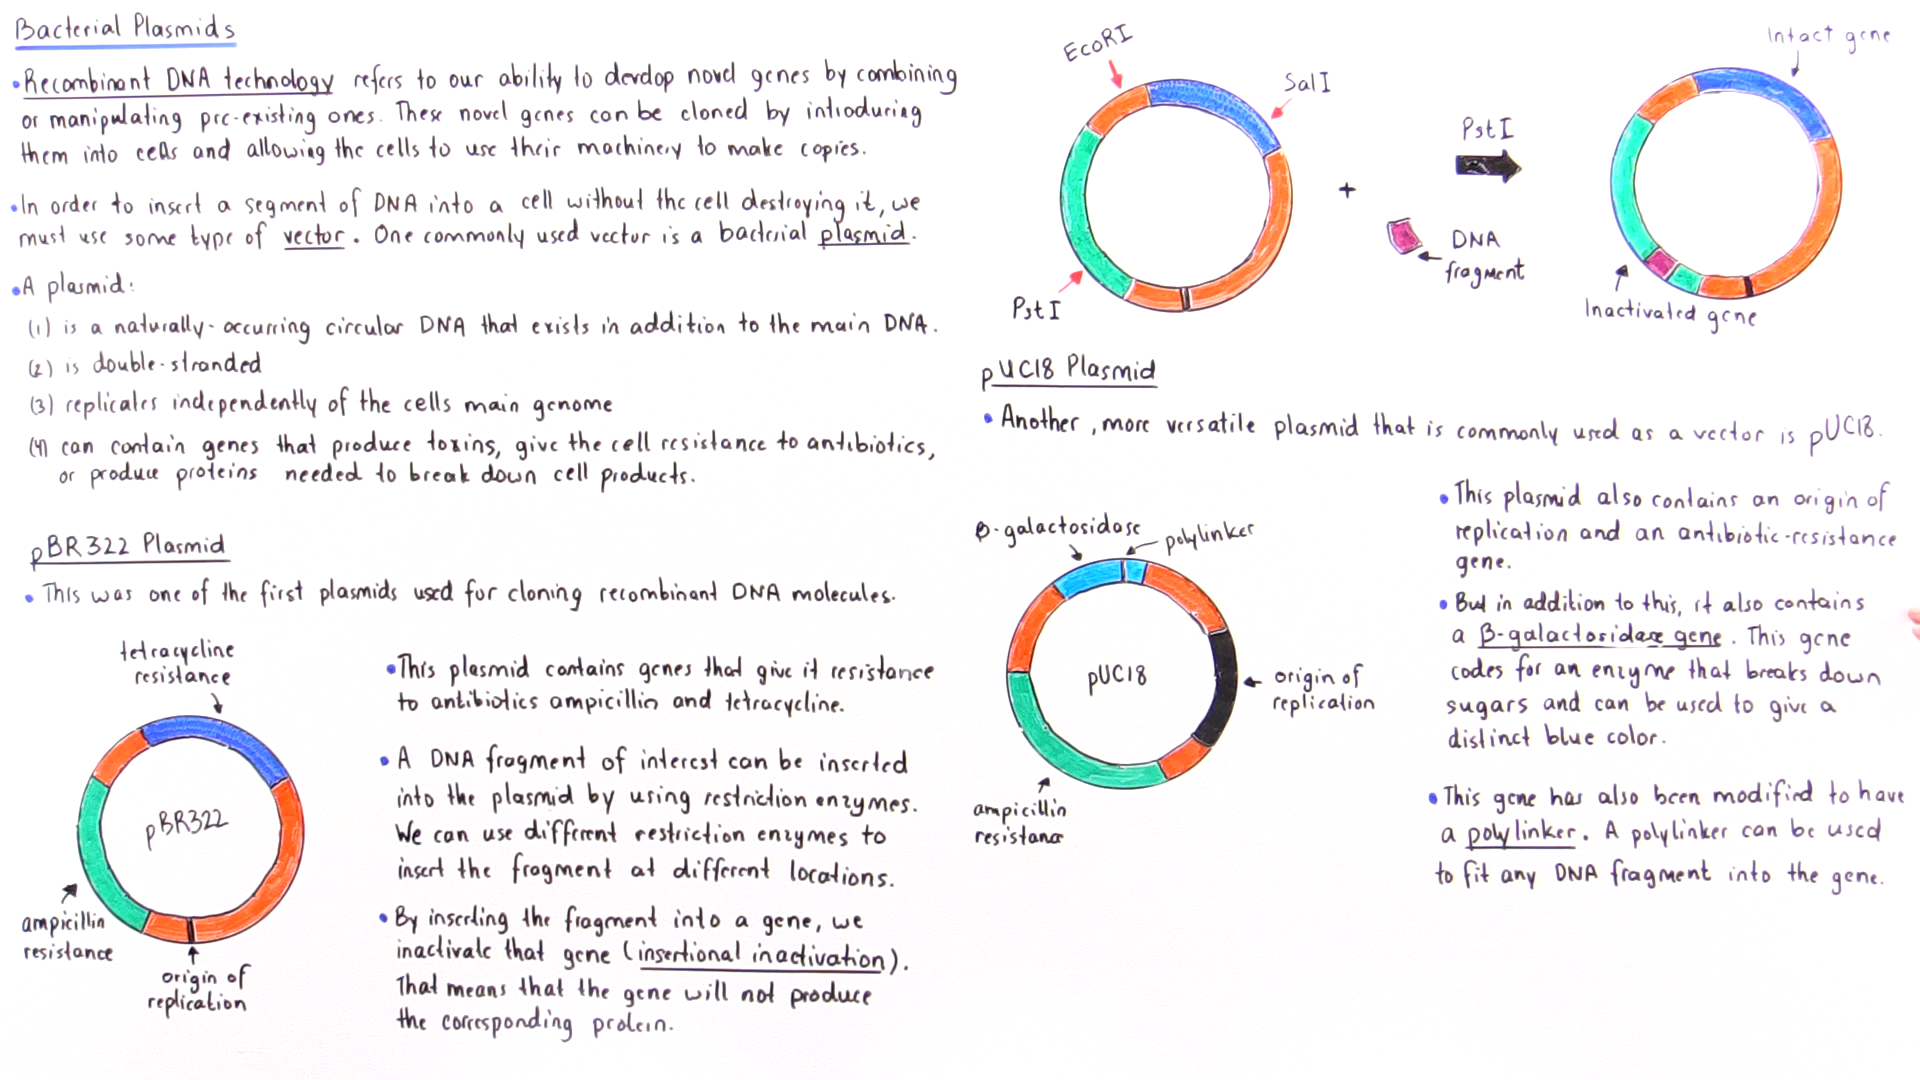 Bacterial Plasmids
•Recombinant DNA technology refers to our ability to develop novel genes by combining
or manipulating pre-existing ones. These novel genes can be cloned by introducing
them into cells and allowing the cells to use their machinery to make copies.
•In order to insert a segment of DNA into a cell without the cell destroying it, we
must use some type of vector. One commonly used vector is a bacterial plasmid.
•A plasmid:
(1) is a naturally-occurring circular DNA that exists in addition to the main DNA.
(2) is double-stranded
(3) replicates independently of the cells main genome
(4) can contain genes that produce toxins, give the cell resistance to antibiotics,
or produce proteins needed to break down cell products.
pBR322 Plasmid
• This was one of the first plasmids used for cloning recombinant DNA molecules.
tetracycline
resistance
pBR322
ampicillin
resistance
origin of
replication
•This plasmid contains genes that give it resistance
to antibiotics ampicillin and tetracycline.
• A DNA fragment of interest can be inserted
into the plasmid by using restriction enzymes.
We can use different restriction enzymes to
insert the fragment at different locations.
• By inserting the fragment into a gene, we
inactivate that gene (insertional inactivation).
That means that the gene will not produce
the corresponding protein.
EcoRI
SalI
PstI
+
PstI
DNA
fragment
Intact gene
Inactivated gene
pUC18 Plasmid
• Another, more versatile plasmid that is commonly used as a vector is pUC18.
β-galactosidase
polylinker
pUC18
origin of
replication
ampicillin
resistance
• This plasmid also contains an origin of
replication and an antibiotic-resistance
gene.
• But in addition to this, it also contains
a β-galactosidase gene. This gene
codes for an enzyme that breaks down
sugars and can be used to give a
distinct blue color.
• This gene has also been modified to have
a polylinker. A polylinker can be used
to fit any DNA fragment into the gene.